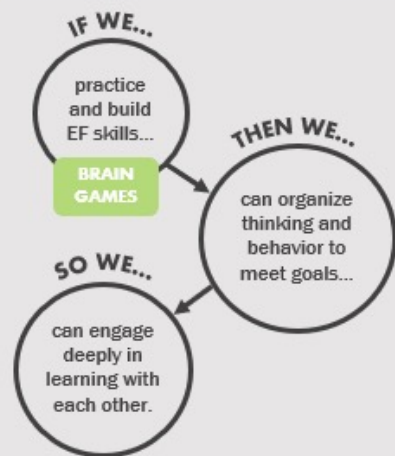 IF WE...
practice
and build
EF skills...
BRAIN
GAMES
THEN WE...
can organize
thinking and
behavior to
meet goals...
SO WE...
can engage
deeply in
learning with
each other.